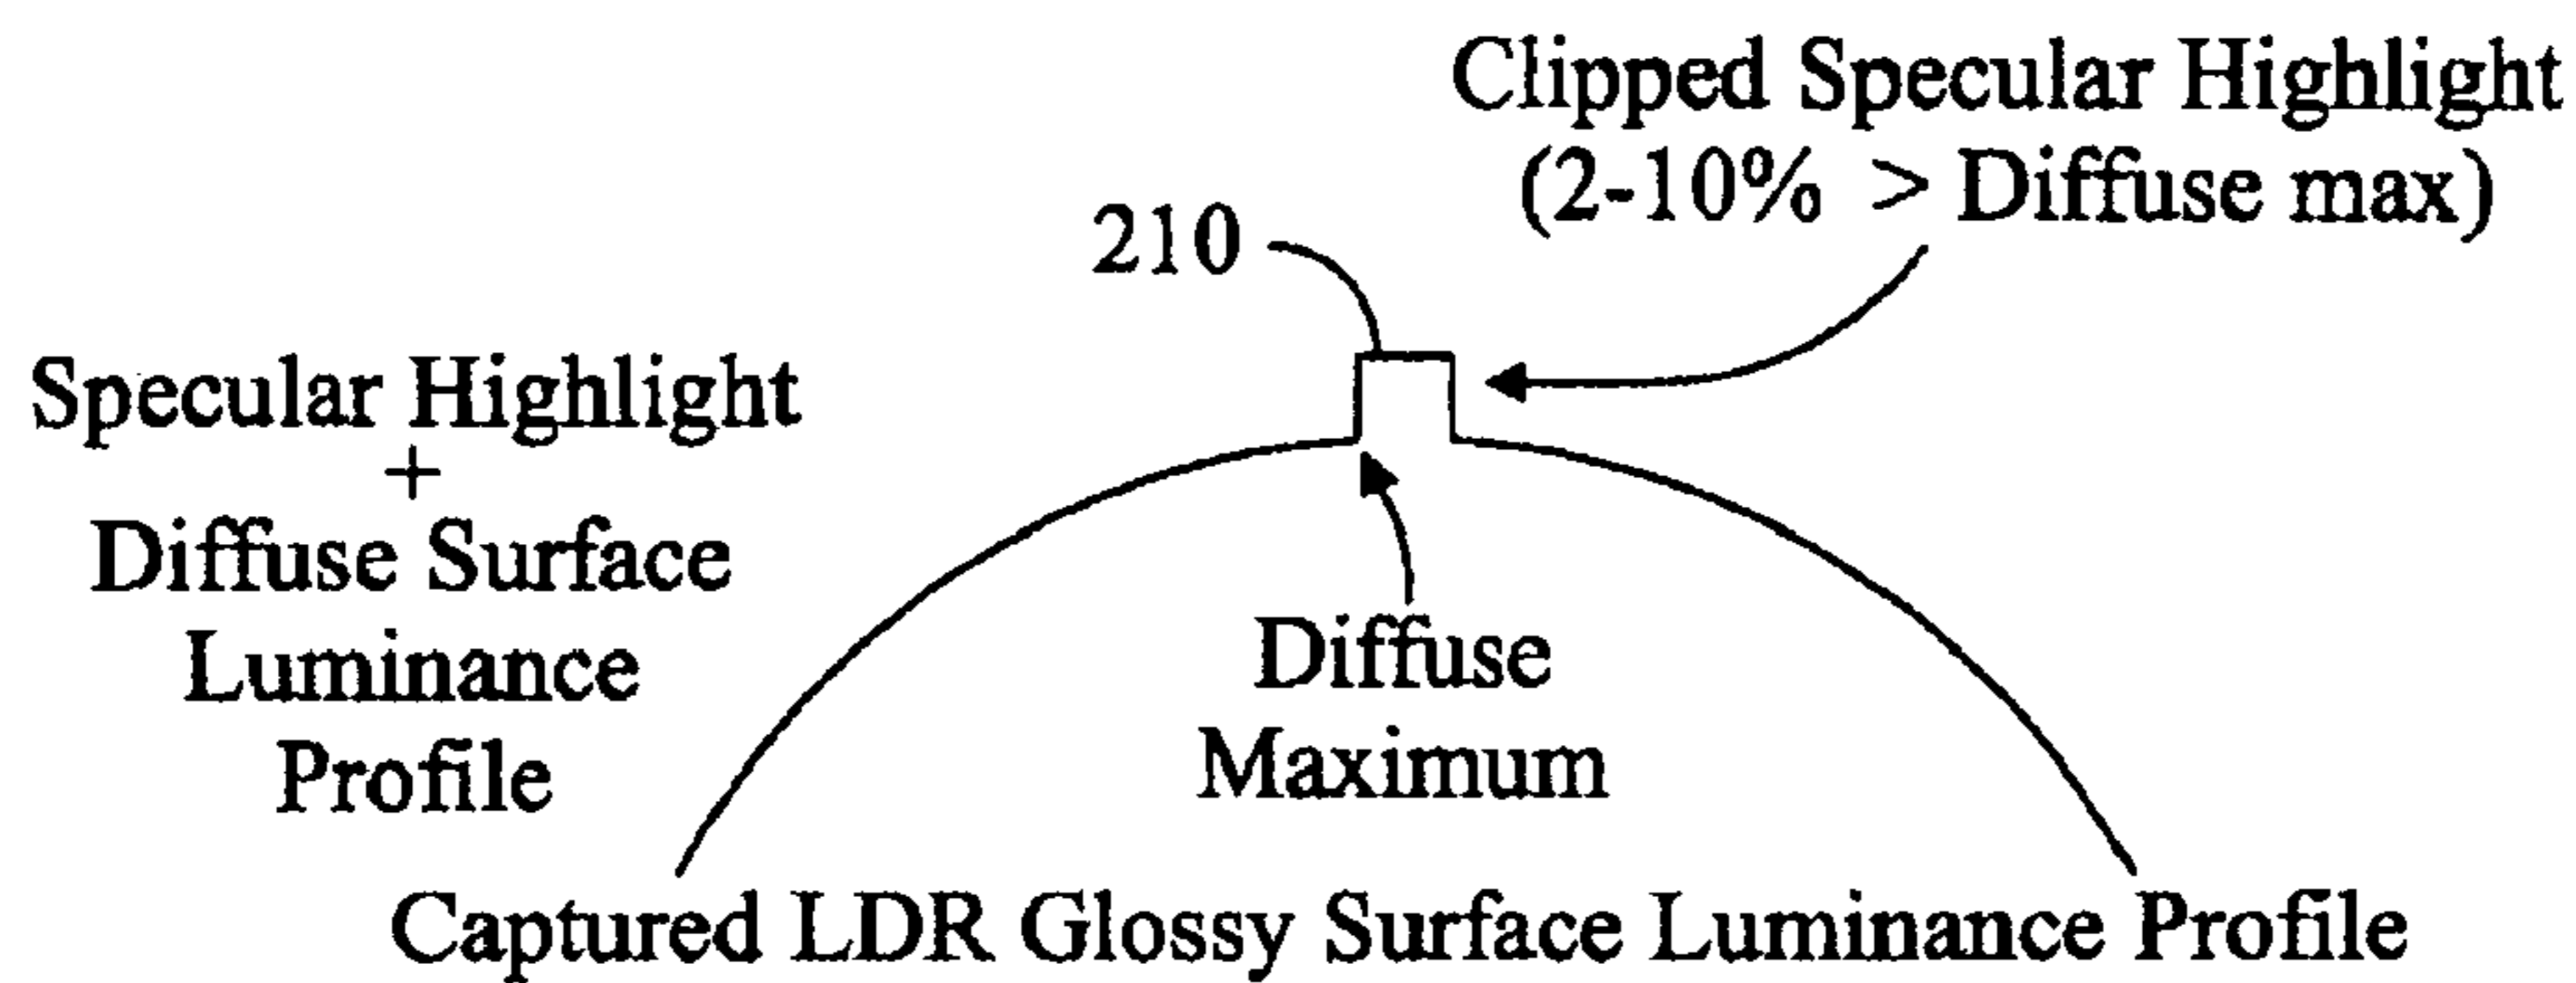 Clipped Specular Highlight
(2-10% > Diffuse max)
210
Specular Highlight
+
Diffuse Surface
Luminance
Profile
Diffuse
Maximum
Captured LDR Glossy Surface Luminance Profile